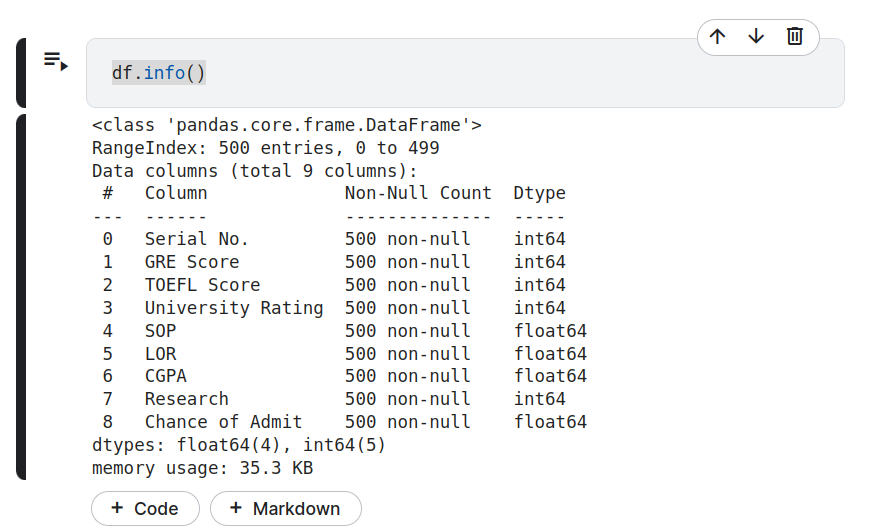 df.info()
<class 'pandas.core.frame.DataFrame'>
RangeIndex: 500 entries, 0 to 499
Data columns (total 9 columns):
 #   Column             Non-Null Count  Dtype
---  ------             --------------  -----
 0   Serial No.         500 non-null    int64
 1   GRE Score          500 non-null    int64
 2   TOEFL Score        500 non-null    int64
 3   University Rating  500 non-null    int64
 4   SOP                500 non-null    float64
 5   LOR                500 non-null    float64
 6   CGPA               500 non-null    float64
 7   Research           500 non-null    int64
 8   Chance of Admit    500 non-null    float64
dtypes: float64(4), int64(5)
memory usage: 35.3 KB
+ Code + Markdown